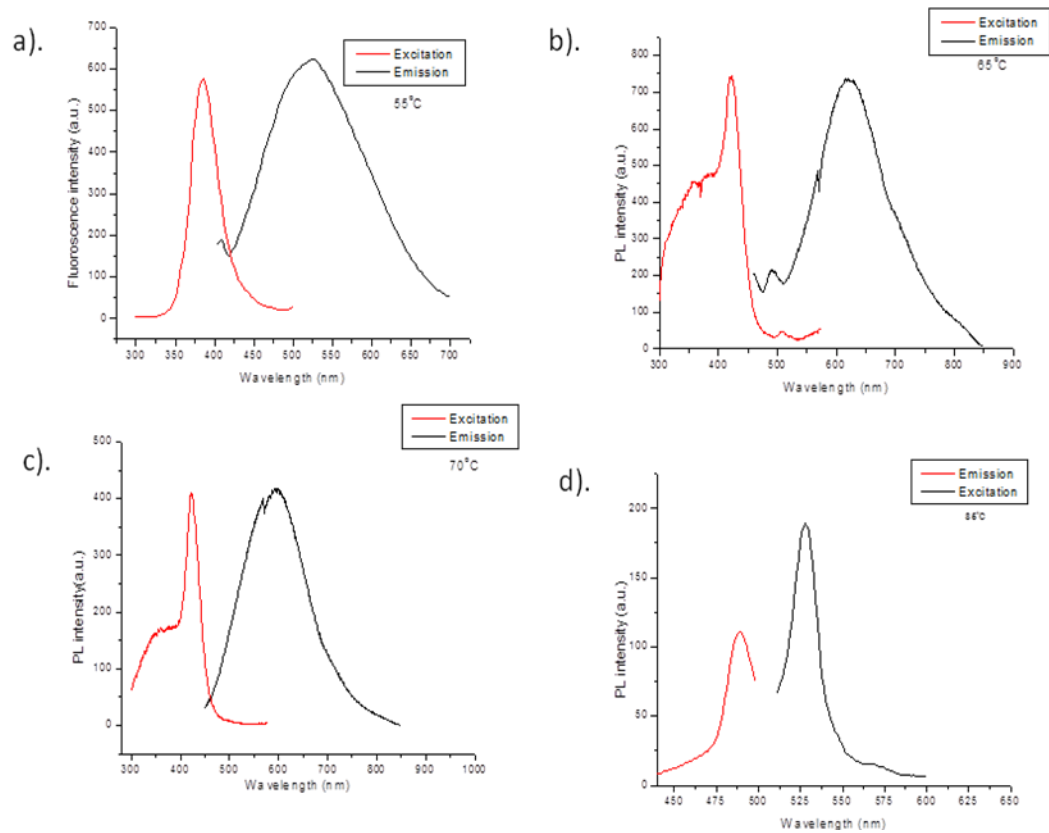 a).
Excitation
Emission
55°C
Fluoroscence intensity (a.u.)
700
600
500
400
300
200
100
0
300 350 400 450 500 550 600 650 700
Wavelength (nm)
b).
Excitation
Emission
65°C
PL intensity (a.u.)
800
700
600
500
400
300
200
100
0
300 400 500 600 700 800 900
Wavelength (nm)
c).
Excitation
Emission
70°C
PL intensity(a.u.)
500
400
300
200
100
0
300 400 500 600 700 800 900 1000
Wavelength (nm)
d).
Emission
Excitation
PL intensity (a.u.)
200
150
100
50
0
450 475 500 525 550 575 600 625 650
Wavelength (nm)